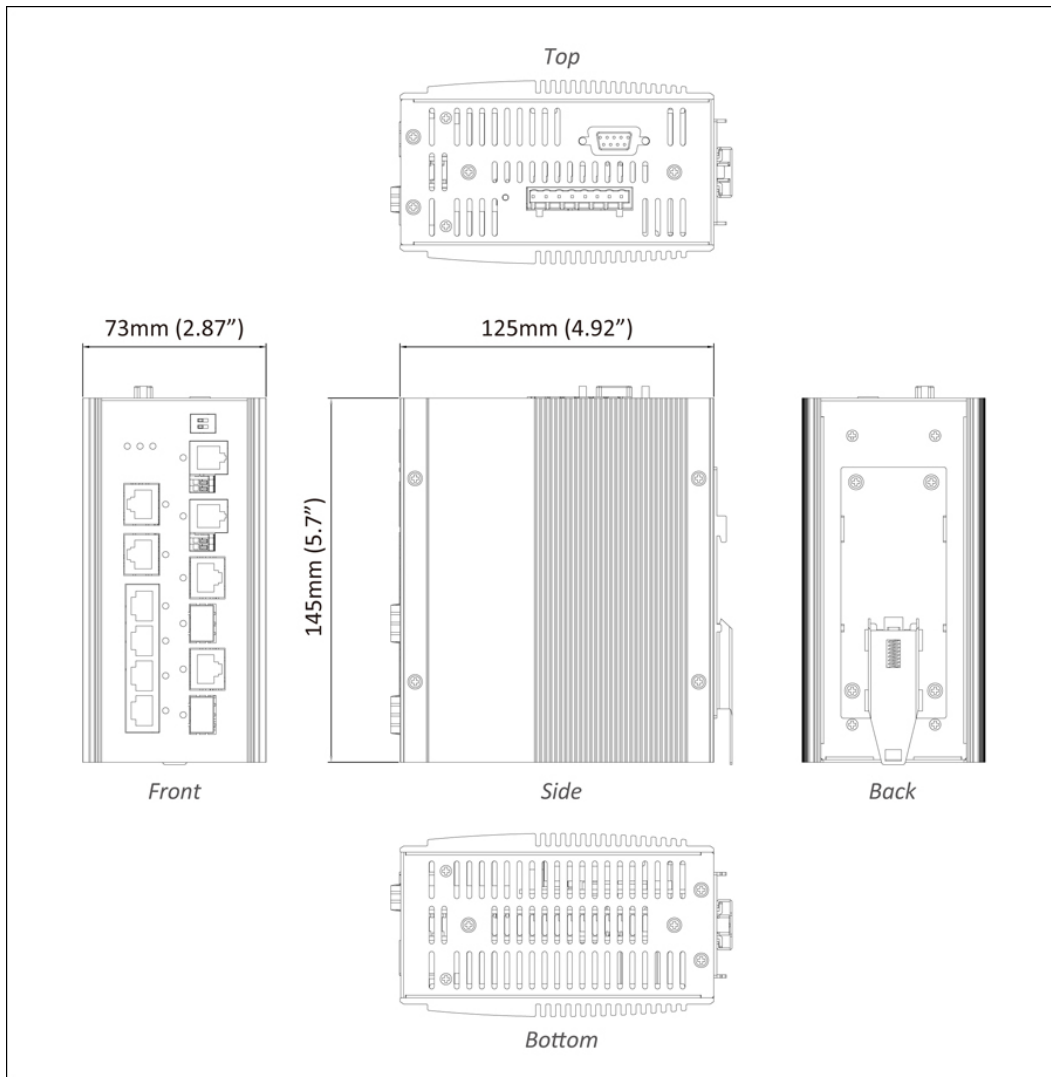 Top
73mm (2.87”)
125mm (4.92”)
145mm (5.7”)
Front
Side
Back
Bottom